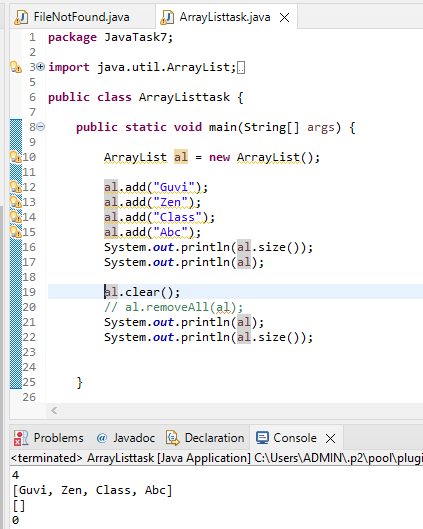 FileNotFound.java
ArrayListtask.java
1 package JavaTask7;
2
3 import java.util.ArrayList;
5
6 public class ArrayListtask {
7
8 public static void main(String[] args) {
9
10 ArrayList al = new ArrayList();
11
12 al.add("Guvi");
13 al.add("Zen");
14 al.add("Class");
15 al.add("Abc");
16 System.out.println(al.size());
17 System.out.println(al);
18
19 al.clear();
20 // al.removeAll(al);
21 System.out.println(al);
22 System.out.println(al.size());
23
24
25 }
26
Problems @ Javadoc Declaration Console
<terminated> ArrayListtask [Java Application] C:\Users\ADMIN\.p2\pool\plugi
4
[Guvi, Zen, Class, Abc]
[]
0